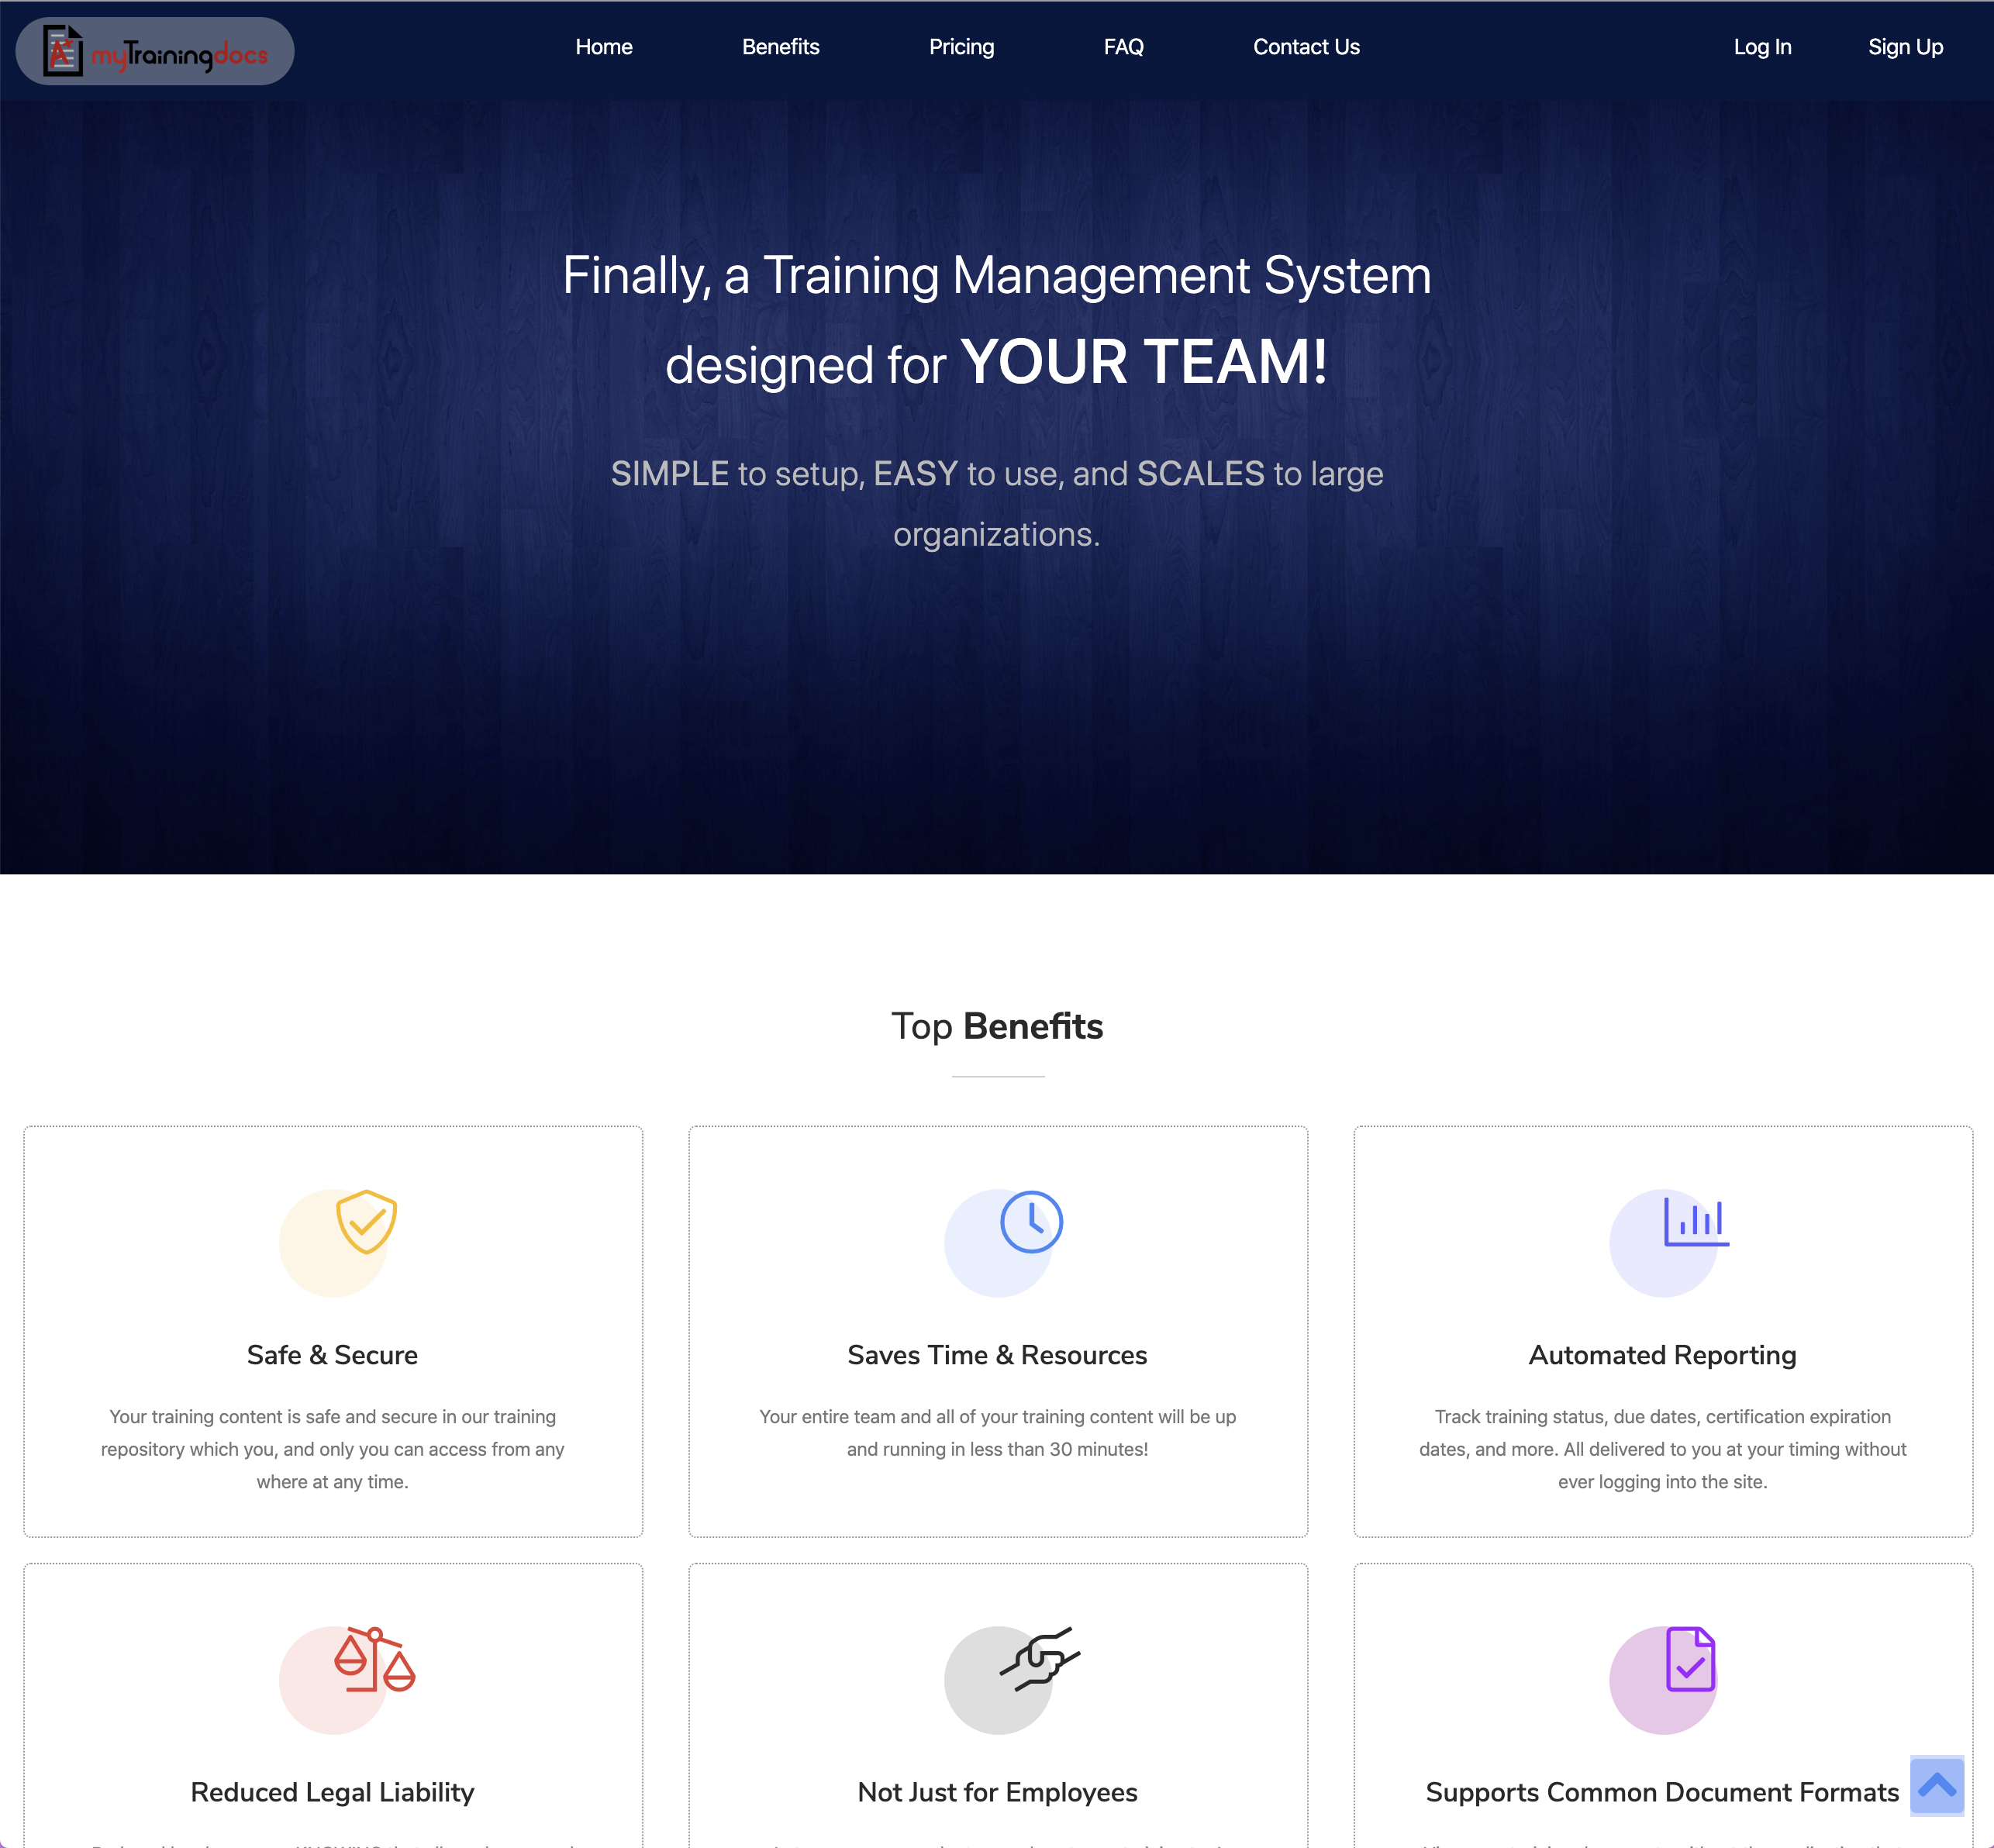 myTrainingdocs
Home Benefits Pricing FAQ Contact Us Log In Sign Up
Finally, a Training Management System
designed for YOUR TEAM!
SIMPLE to setup, EASY to use, and SCALES to large
organizations.
Top Benefits
Safe & Secure
Your training content is safe and secure in our training
repository which you, and only you can access from any
where at any time.
Saves Time & Resources
Your entire team and all of your training content will be up
and running in less than 30 minutes!
Automated Reporting
Track training status, due dates, certification expiration
dates, and more. All delivered to you at your timing without
ever logging into the site.
Reduced Legal Liability
Not Just for Employees
Supports Common Document Formats